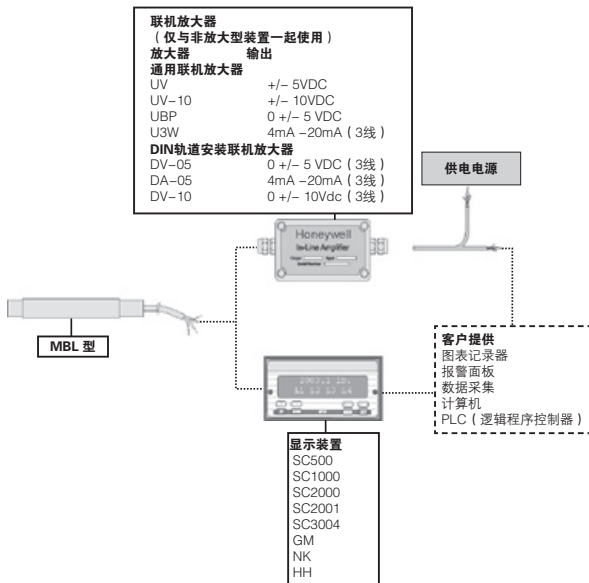 联机放大器
（仅与非放大型装置一起使用）
放大器 输出
通用联机放大器
UV +/– 5VDC
UV–10 +/– 10VDC
UBP 0 +/– 5 VDC
U3W 4mA –20mA（3线）
DIN轨道安装联机放大器
DV–05 0 +/– 5 VDC（3线）
DA–05 4mA –20mA（3线）
DV–10 0 +/– 10Vdc（3线）
供电电源
Honeywell
In-Line Amplifier
MBL 型
客户提供
图表记录器
报警面板
数据采集
计算机
PLC（逻辑程序控制器）
显示装置
SC500
SC1000
SC2000
SC2001
SC3004
GM
NK
HH